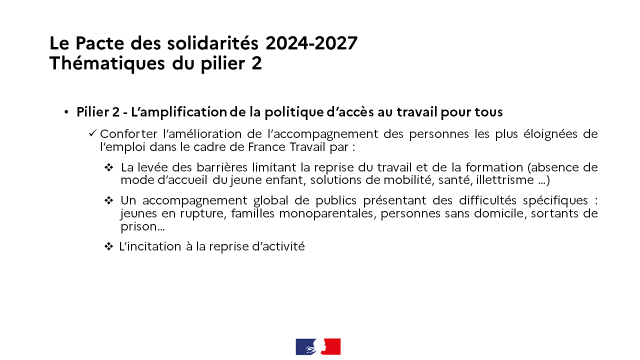 Le Pacte des solidarités 2024-2027
Thématiques du pilier 2
• Pilier 2 - L’amplification de la politique d’accès au travail pour tous
✓ Conforter l’amélioration de l’accompagnement des personnes les plus éloignées de
l’emploi dans le cadre de France Travail par :
❖ La levée des barrières limitant la reprise du travail et de la formation (absence de
mode d’accueil du jeune enfant, solutions de mobilité, santé, illettrisme …)
❖ Un accompagnement global de publics présentant des difficultés spécifiques :
jeunes en rupture, familles monoparentales, personnes sans domicile, sortants de
prison…
❖ L’incitation à la reprise d’activité